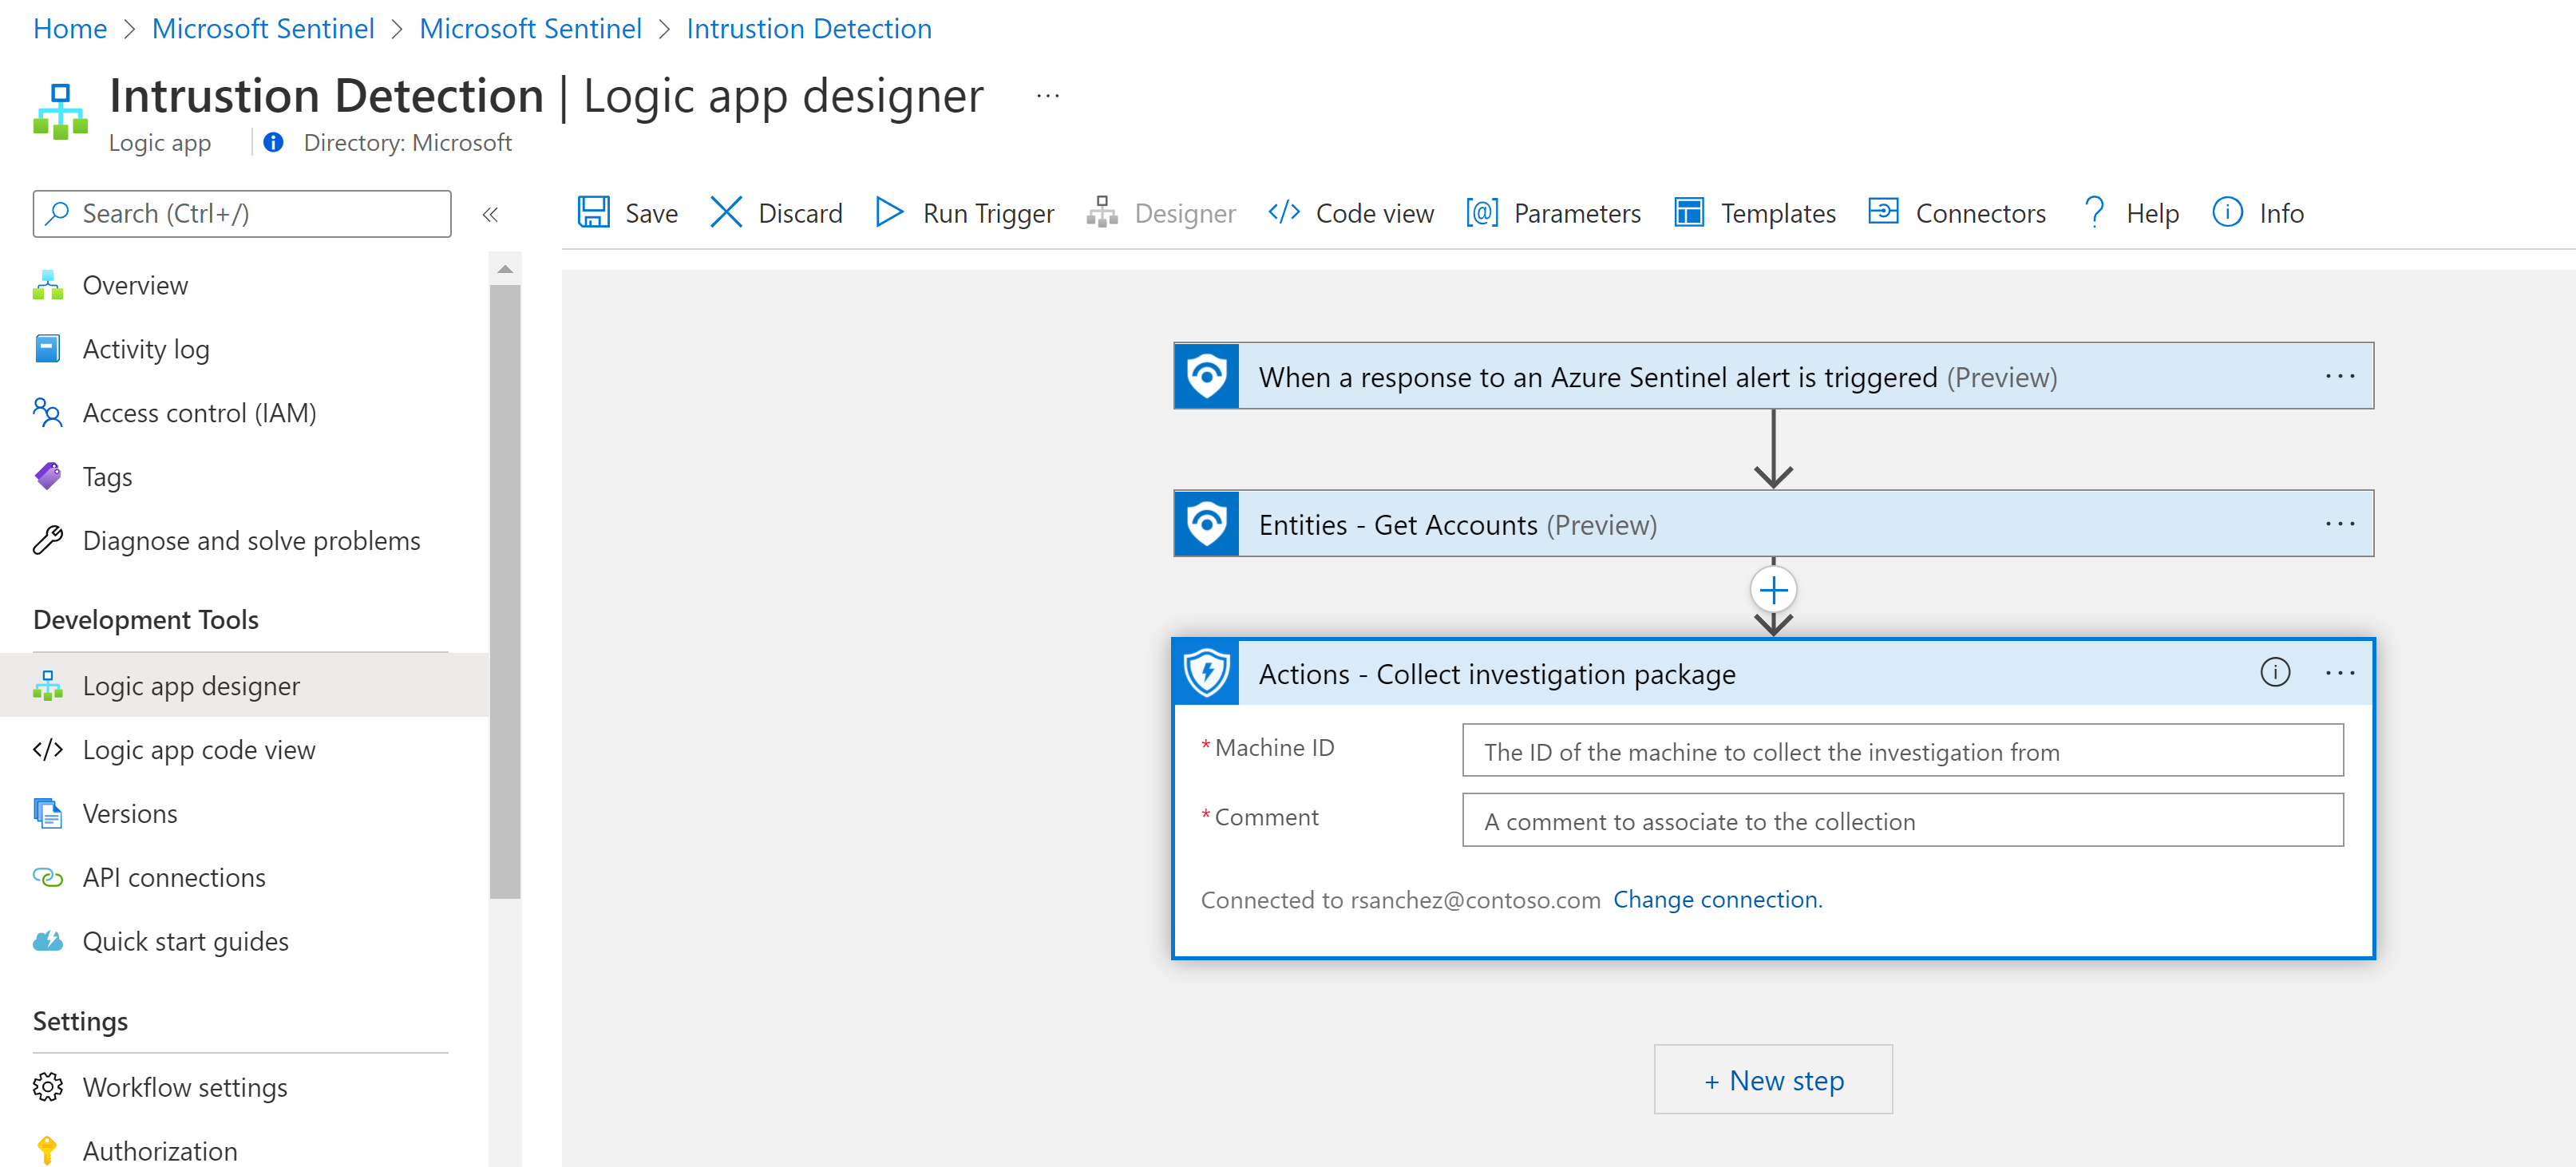 Home > Microsoft Sentinel > Microsoft Sentinel > Intrustion Detection
Intrustion Detection | Logic app designer ...
Logic app | Directory: Microsoft
Search (Ctrl+/) «
Save Discard Run Trigger Designer Code view Parameters Templates Connectors Help Info
Overview
Activity log
Access control (IAM)
Tags
Diagnose and solve problems
Development Tools
Logic app designer
Logic app code view
Versions
API connections
Quick start guides
Settings
Workflow settings
Authorization
When a response to an Azure Sentinel alert is triggered (Preview) ...
Entities - Get Accounts (Preview) ...
Actions - Collect investigation package ...
* Machine ID The ID of the machine to collect the investigation from
* Comment A comment to associate to the collection
Connected to rsanchez@contoso.com Change connection.
+ New step